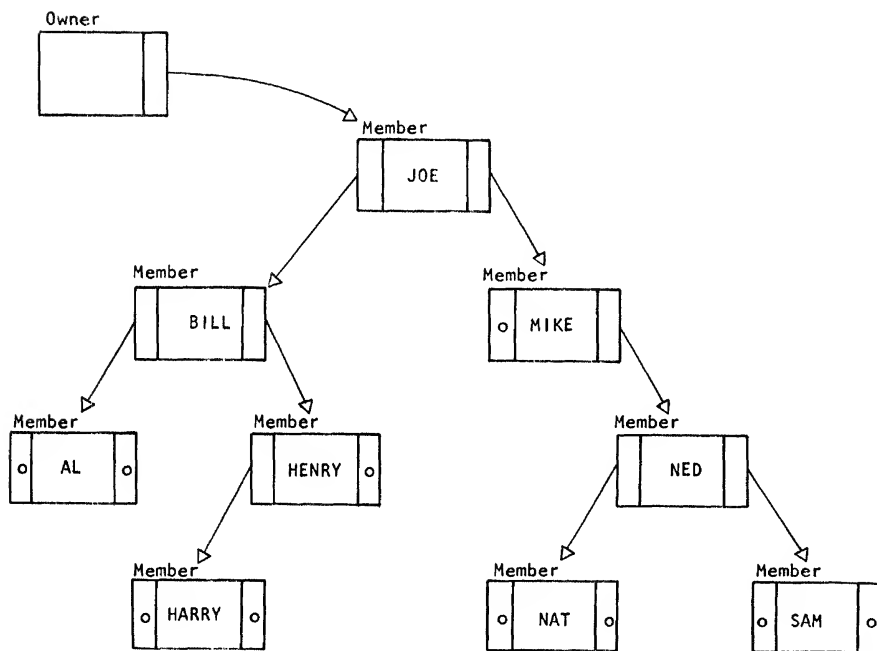 Owner
Member
JOE
Member
BILL
Member
MIKE
Member
AL
Member
HENRY
Member
NED
Member
HARRY
Member
NAT
Member
SAM